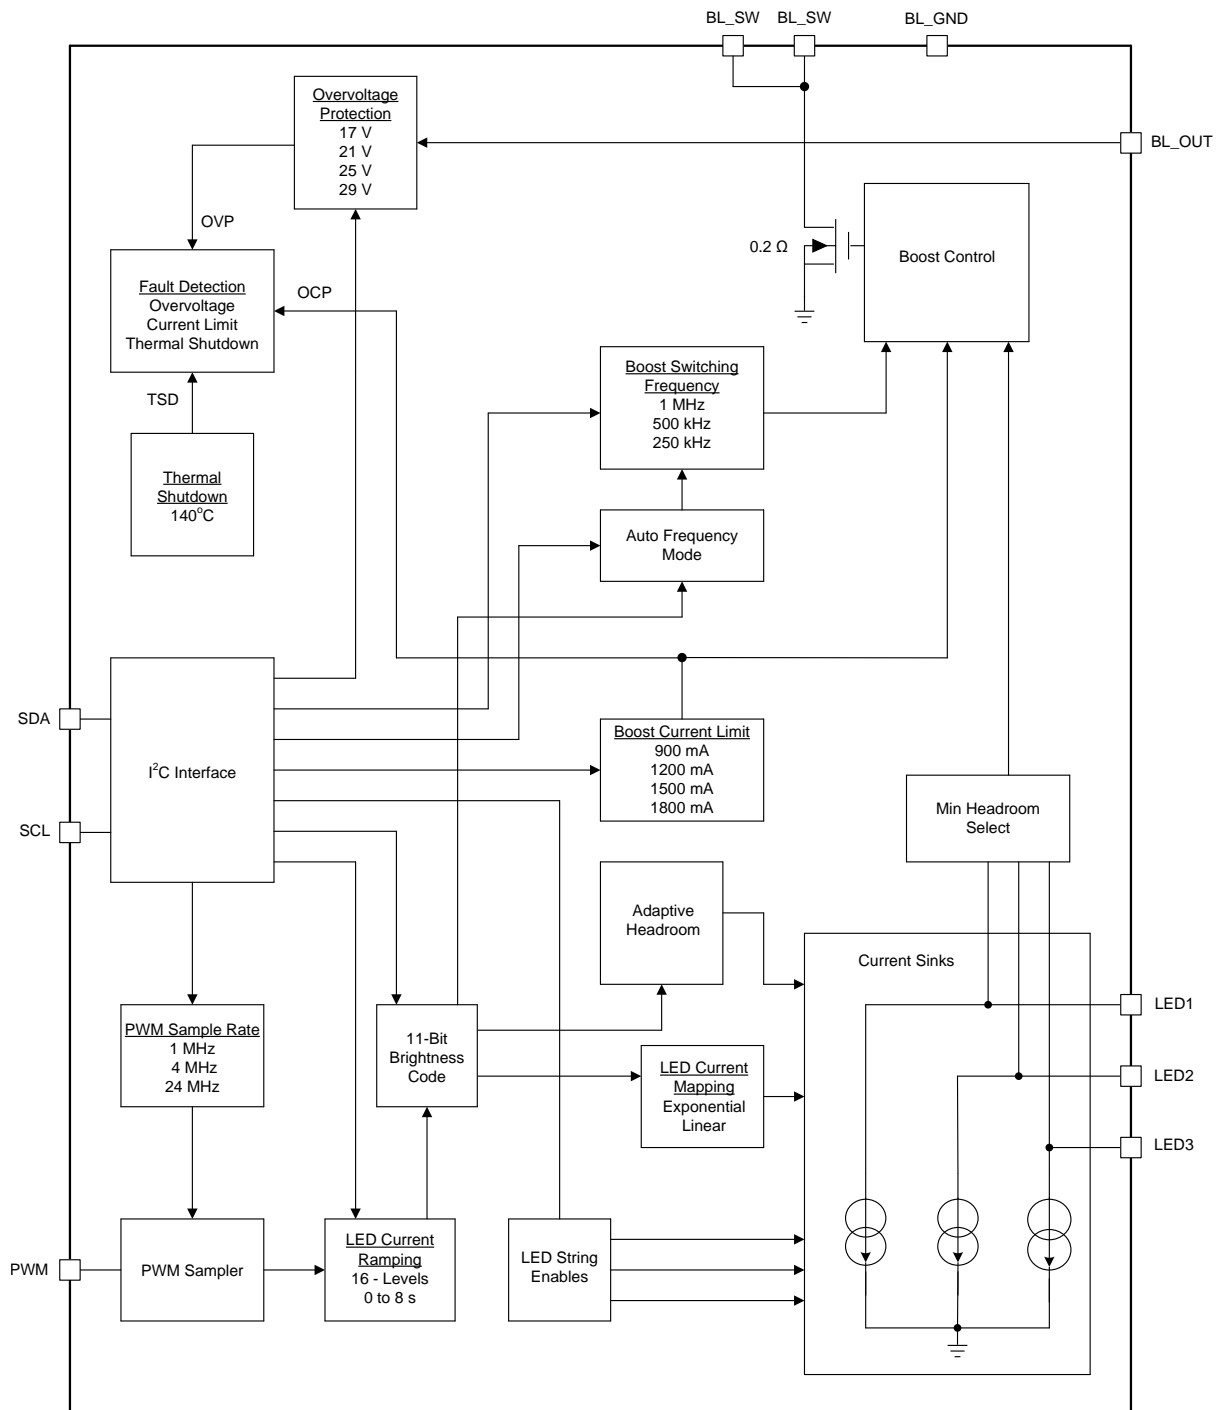 BL_SW
BL_SW
BL_GND
Overvoltage
Protection
17 V
21 V
25 V
29 V
BL_OUT
OVP
0.2 Ω
Boost Control
Fault Detection
Overvoltage
Current Limit
Thermal Shutdown
OCP
TSD
Boost Switching
Frequency
1 MHz
500 kHz
250 kHz
Thermal
Shutdown
140°C
Auto Frequency
Mode
SDA
I²C Interface
SCL
Boost Current Limit
900 mA
1200 mA
1500 mA
1800 mA
Min Headroom
Select
Adaptive
Headroom
Current Sinks
LED1
PWM Sample Rate
1 MHz
4 MHz
24 MHz
11-Bit
Brightness
Code
LED Current
Mapping
Exponential
Linear
LED2
LED3
PWM
PWM Sampler
LED Current
Ramping
16 - Levels
0 to 8 s
LED String
Enables